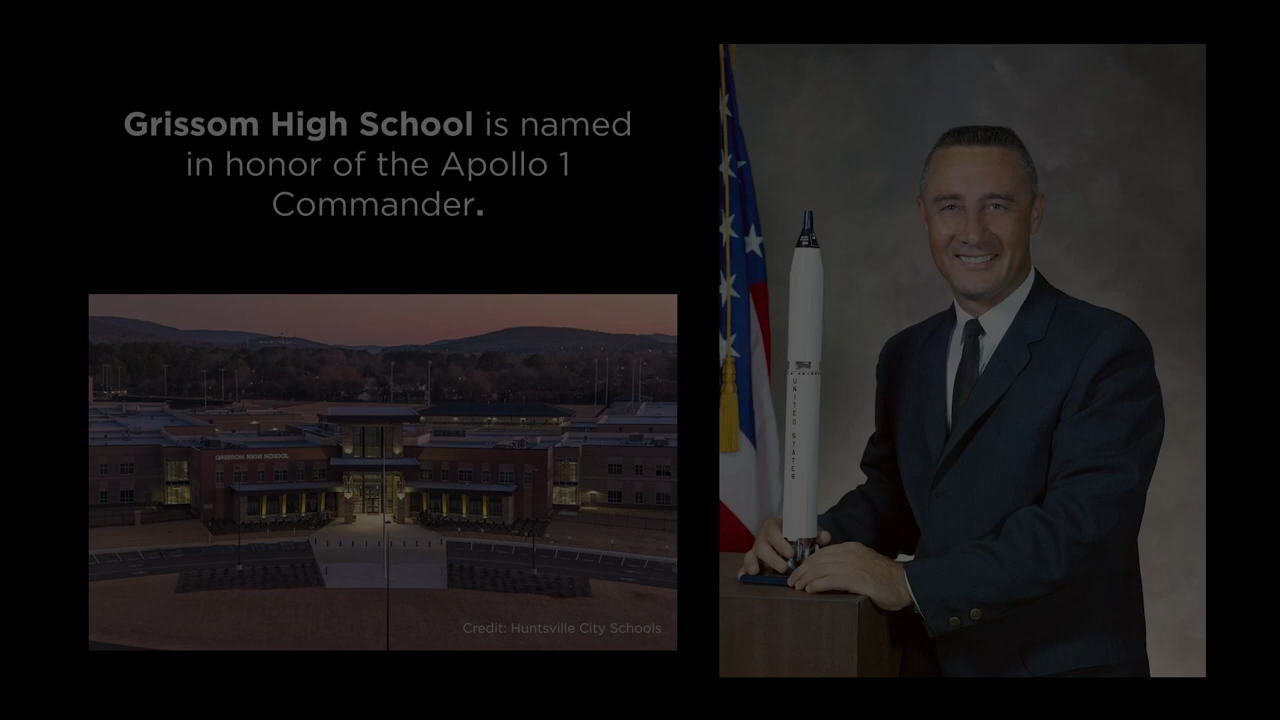 Grissom High School is named
in honor of the Apollo 1
Commander.
GRISSOM HIGH SCHOOL
Credit: Huntsville City Schools
UNITED STATES